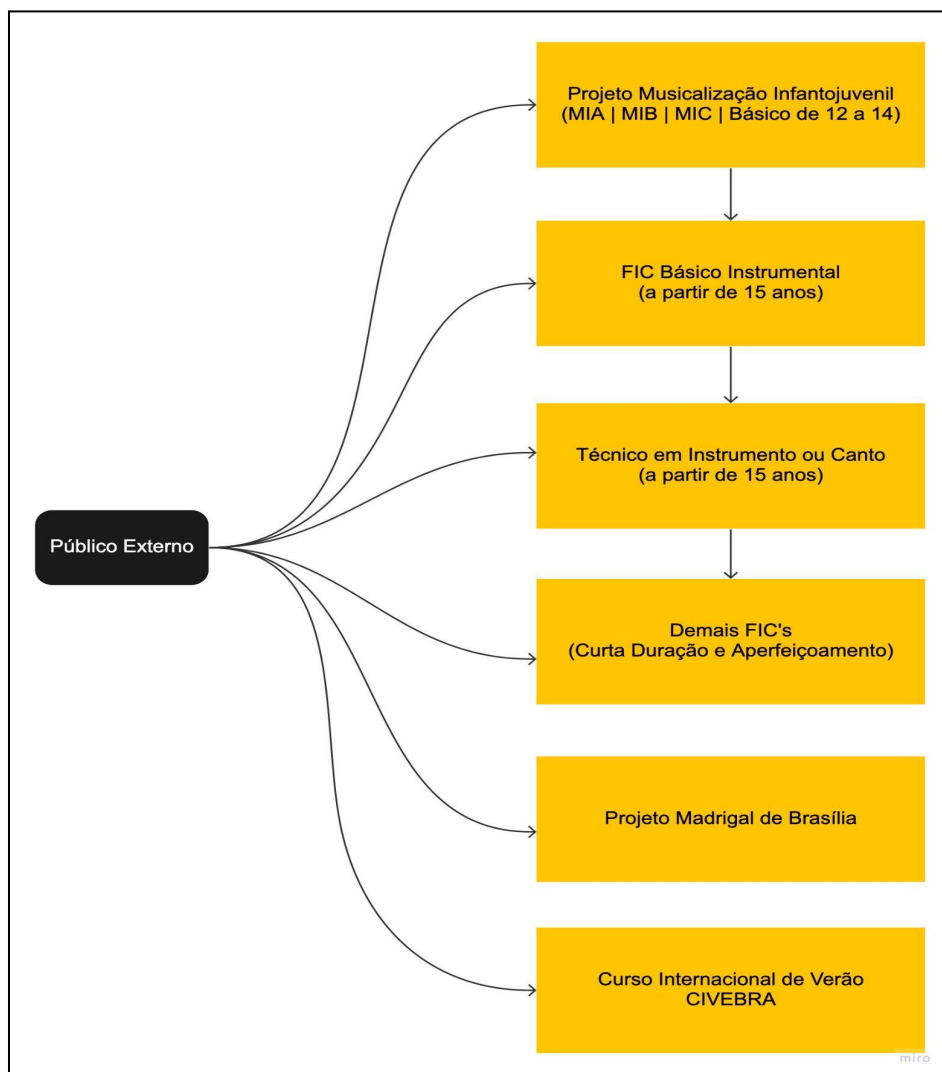 Projeto Musicalização Infantojuvenil
(MIA | MIB | MIC | Básico de 12 a 14)
FIC Básico Instrumental
(a partir de 15 anos)
Técnico em Instrumento ou Canto
(a partir de 15 anos)
Público Externo
Demais FIC's
(Curta Duração e Aperfeiçoamento)
Projeto Madrigal de Brasília
Curso Internacional de Verão
CIVEBRA
miro